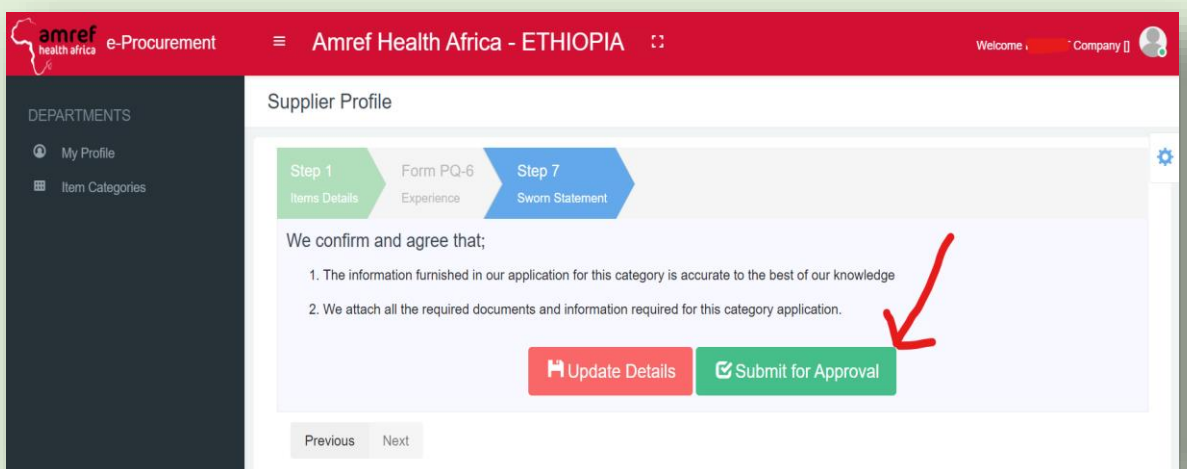 amref
health africa
e-Procurement
Amref Health Africa - ETHIOPIA
Welcome Company []
DEPARTMENTS
My Profile
Item Categories
Supplier Profile
Step 1
Items Details
Form PQ-6
Experience
Step 7
Sworn Statement
We confirm and agree that;
1. The information furnished in our application for this category is accurate to the best of our knowledge
2. We attach all the required documents and information required for this category application.
Update Details
Submit for Approval
Previous Next